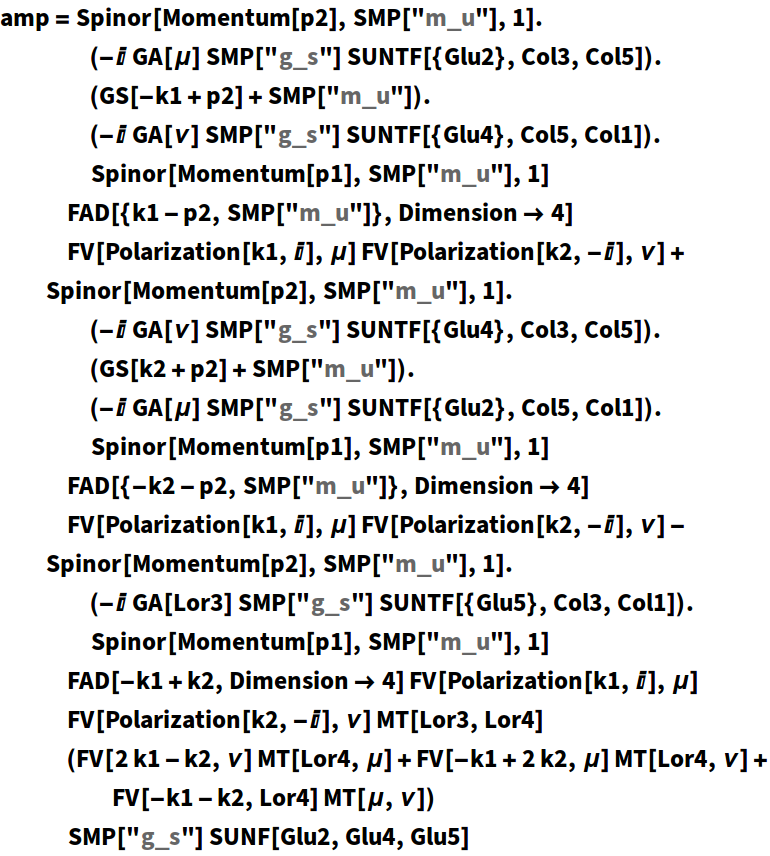 amp = Spinor[Momentum[p2], SMP["m_u"], 1].
(-ⅈ GA[μ] SMP["g_s"] SUNTF[{Glu2}, Col3, Col5]).
(GS[-k1 + p2] + SMP["m_u"]).
(-ⅈ GA[ν] SMP["g_s"] SUNTF[{Glu4}, Col5, Col1]).
Spinor[Momentum[p1], SMP["m_u"], 1]
FAD[{k1 - p2, SMP["m_u"]}, Dimension → 4]
FV[Polarization[k1, ⅈ], μ] FV[Polarization[k2, -ⅈ], ν] +
Spinor[Momentum[p2], SMP["m_u"], 1].
(-ⅈ GA[ν] SMP["g_s"] SUNTF[{Glu4}, Col3, Col5]).
(GS[k2 + p2] + SMP["m_u"]).
(-ⅈ GA[μ] SMP["g_s"] SUNTF[{Glu2}, Col5, Col1]).
Spinor[Momentum[p1], SMP["m_u"], 1]
FAD[{-k2 - p2, SMP["m_u"]}, Dimension → 4]
FV[Polarization[k1, ⅈ], μ] FV[Polarization[k2, -ⅈ], ν] -
Spinor[Momentum[p2], SMP["m_u"], 1].
(-ⅈ GA[Lor3] SMP["g_s"] SUNTF[{Glu5}, Col3, Col1]).
Spinor[Momentum[p1], SMP["m_u"], 1]
FAD[-k1 + k2, Dimension → 4] FV[Polarization[k1, ⅈ], μ]
FV[Polarization[k2, -ⅈ], ν] MT[Lor3, Lor4]
(FV[2 k1 - k2, ν] MT[Lor4, μ] + FV[-k1 + 2 k2, μ] MT[Lor4, ν] +
FV[-k1 - k2, Lor4] MT[μ, ν])
SMP["g_s"] SUNF[Glu2, Glu4, Glu5]